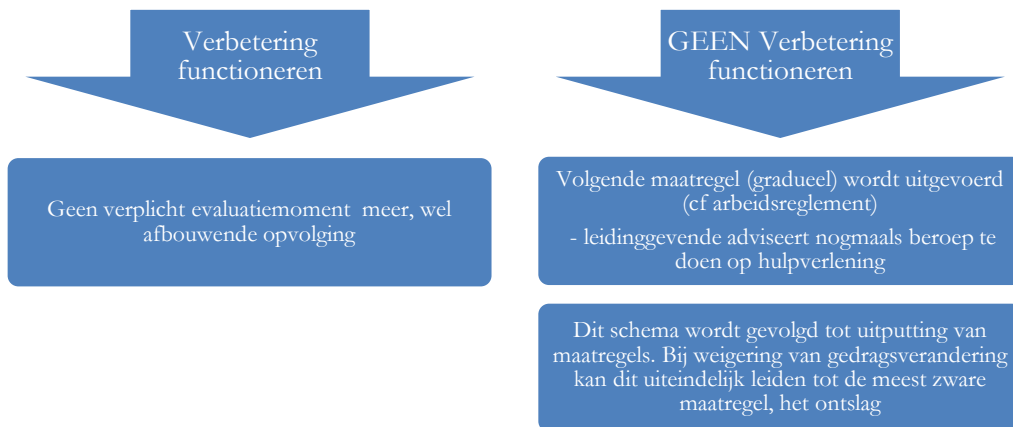 Verbetering
functioneren
Geen verplicht evaluatiemoment meer, wel
afbouwende opvolging
GEEN Verbetering
functioneren
Volgende maatregel (gradueel) wordt uitgevoerd
(cf arbeidsreglement)
- leidinggevende adviseert nogmaals beroep te
doen op hulpverlening
Dit schema wordt gevolgd tot uitputting van
maatregels. Bij weigering van gedragsverandering
kan dit uiteindelijk leiden tot de meest zware
maatregel, het ontslag